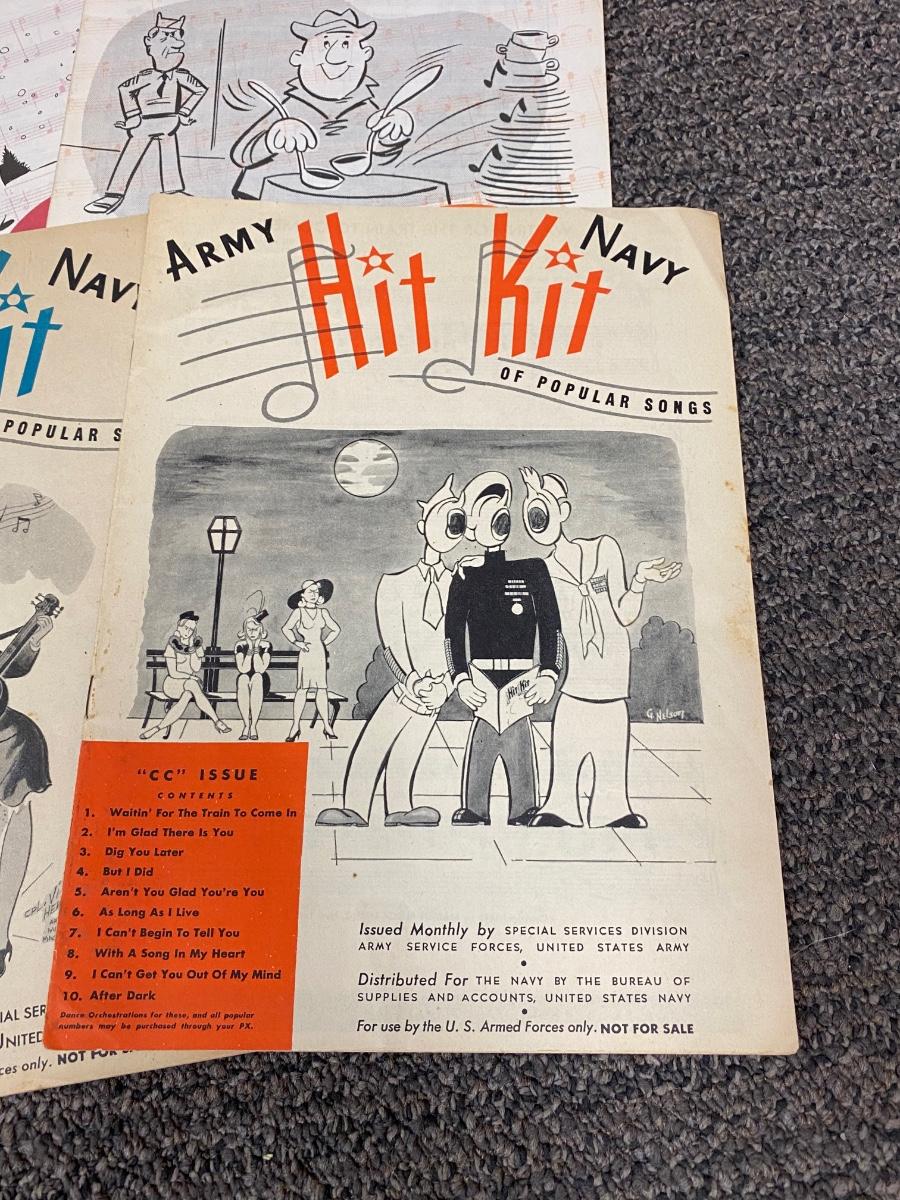 ARMY
Hit Kit
NAVY
OF POPULAR SONGS
Hit Kit
G. Nelson
"CC" ISSUE
CONTENTS
1. Waitin' For The Train To Come In
2. I'm Glad There Is You
3. Dig You Later
4. But I Did
5. Aren't You Glad You're You
6. As Long As I Live
7. I Can't Begin To Tell You
8. With A Song In My Heart
9. I Can't Get You Out Of My Mind
10. After Dark
Dance Orchestrations for these, and all popular
numbers may be purchased through your PX.
Issued Monthly by SPECIAL SERVICES DIVISION
ARMY SERVICE FORCES, UNITED STATES ARMY
•
Distributed For THE NAVY BY THE BUREAU OF
SUPPLIES AND ACCOUNTS, UNITED STATES NAVY
•
For use by the U. S. Armed Forces only. NOT FOR SALE
NAVY
it
POPULAR S
CPL. VI
IAL SER
UNITED
ces only. NOT FOR